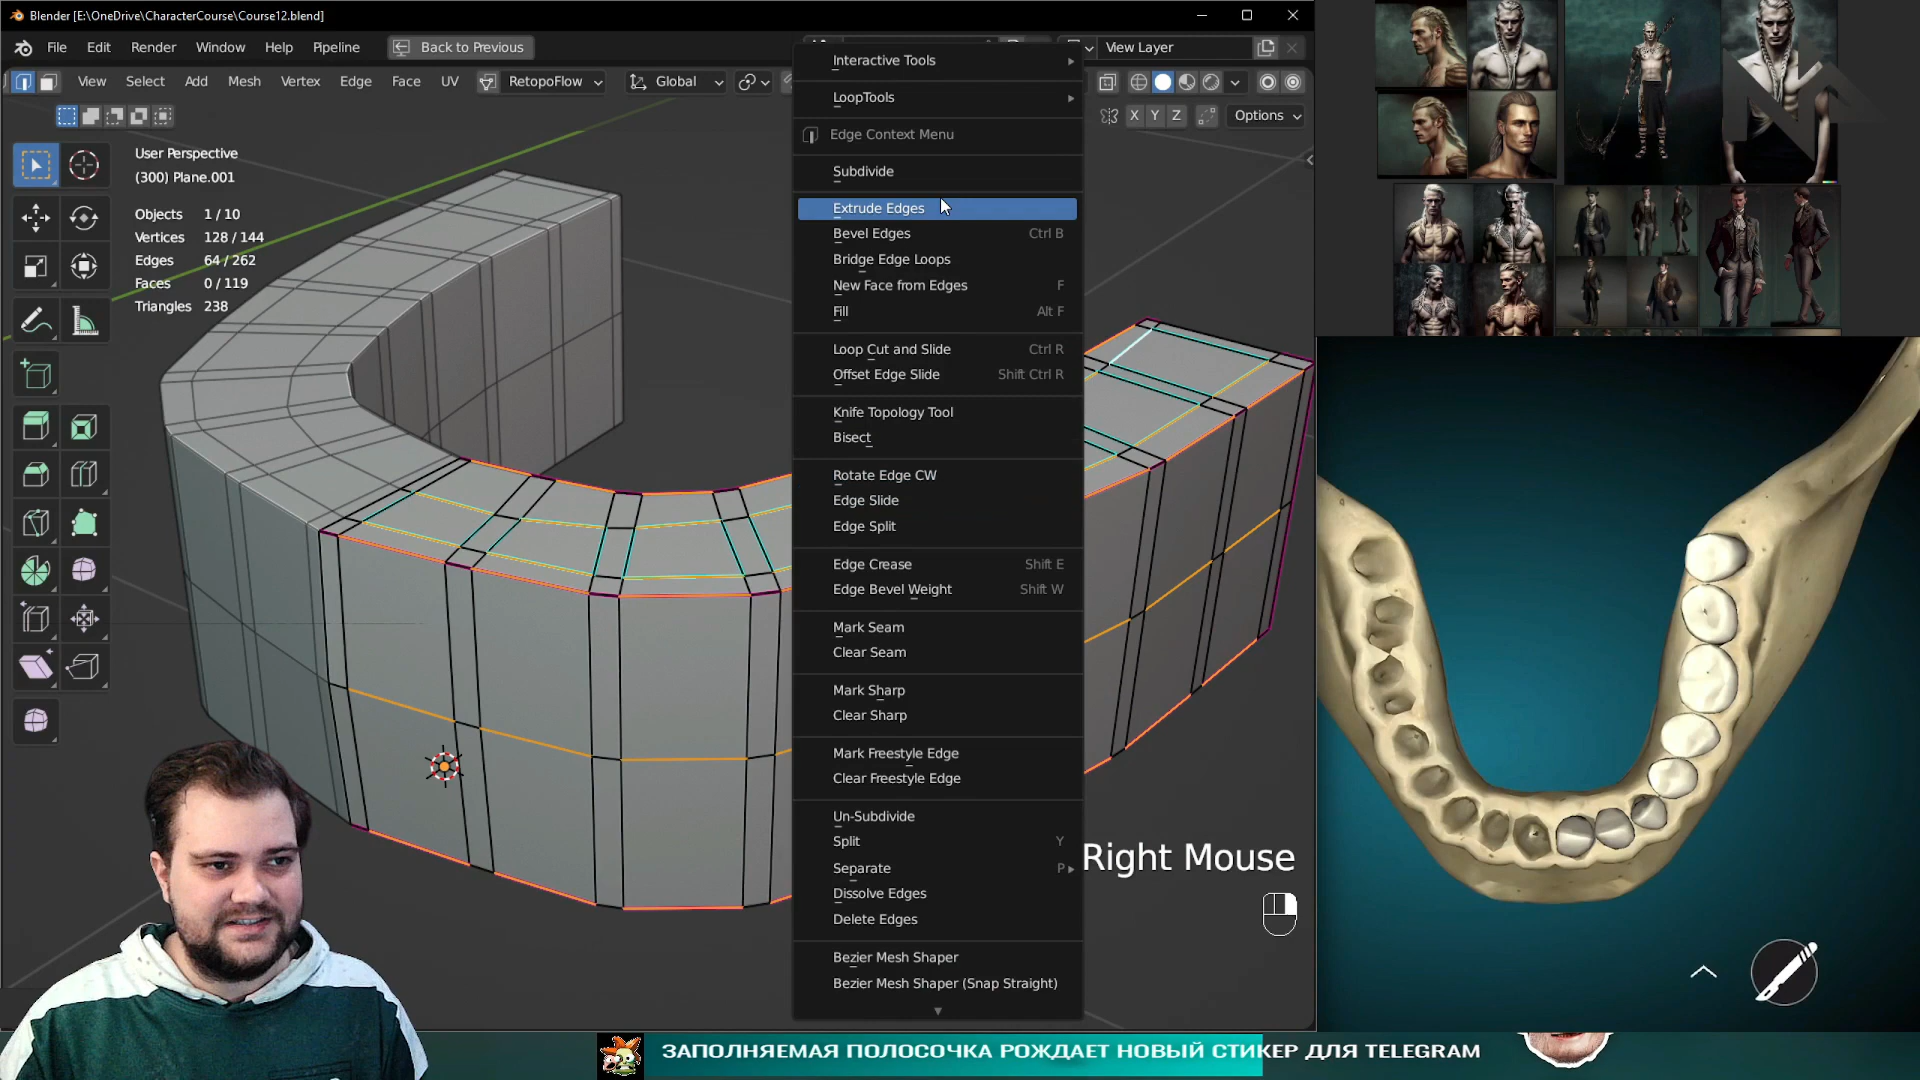 Blender [E:\OneDrive\CharacterCourse\Course12.blend]
File Edit Render Window Help Pipeline Back to Previous
View Layer
View Select Add Mesh Vertex Edge Face UV RetopoFlow Global
X Y Z Options
User Perspective
(300) Plane.001
Objects 1 / 10
Vertices 128 / 144
Edges 64 / 262
Faces 0 / 119
Triangles 238
Interactive Tools
LoopTools
Edge Context Menu
Subdivide
Extrude Edges
Bevel Edges Ctrl B
Bridge Edge Loops
New Face from Edges F
Fill Alt F
Loop Cut and Slide Ctrl R
Offset Edge Slide Shift Ctrl R
Knife Topology Tool
Bisect
Rotate Edge CW
Edge Slide
Edge Split
Edge Crease Shift E
Edge Bevel Weight Shift W
Mark Seam
Clear Seam
Mark Sharp
Clear Sharp
Mark Freestyle Edge
Clear Freestyle Edge
Un-Subdivide
Split Y
Separate P
Dissolve Edges
Delete Edges
Bezier Mesh Shaper
Bezier Mesh Shaper (Snap Straight)
Right Mouse
ЗАПОЛНЯЕМАЯ ПОЛОСОЧКА РОЖДАЕТ НОВЫЙ СТИКЕР ДЛЯ TELEGRAM